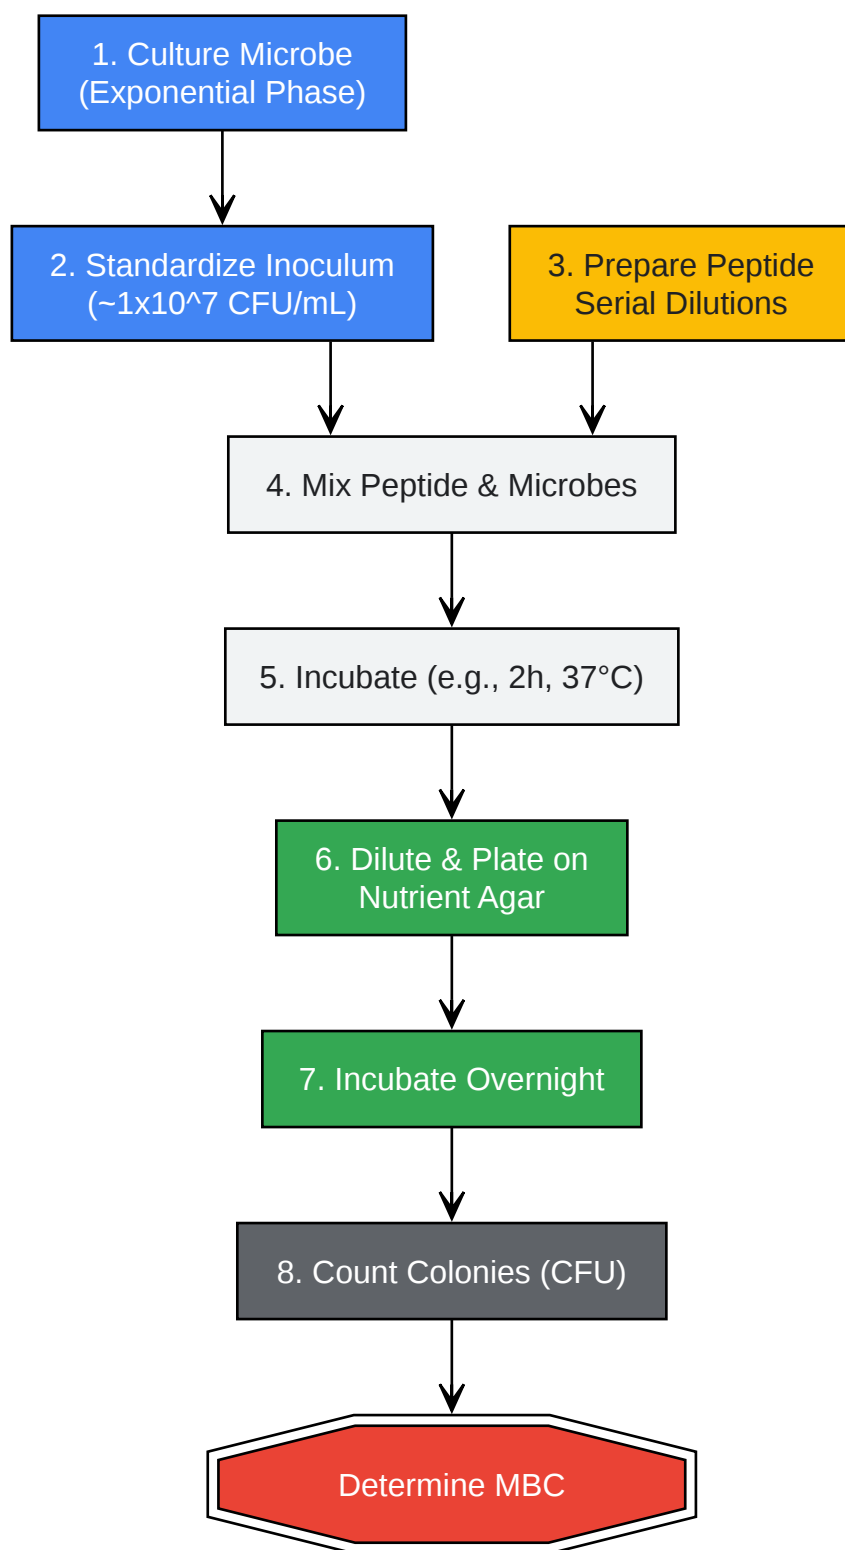 1. Culture Microbe
(Exponential Phase)
2. Standardize Inoculum
(~1x10^7 CFU/mL)
3. Prepare Peptide
Serial Dilutions
4. Mix Peptide & Microbes
5. Incubate (e.g., 2h, 37°C)
6. Dilute & Plate on
Nutrient Agar
7. Incubate Overnight
8. Count Colonies (CFU)
Determine MBC